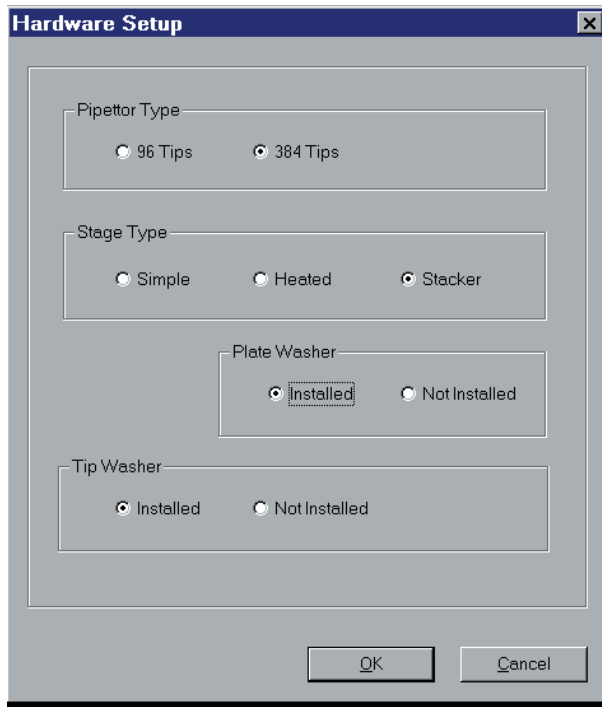 Hardware Setup
Pipettor Type
96 Tips 384 Tips
Stage Type
Simple Heated Stacker
Plate Washer
Installed Not Installed
Tip Washer
Installed Not Installed
OK Cancel